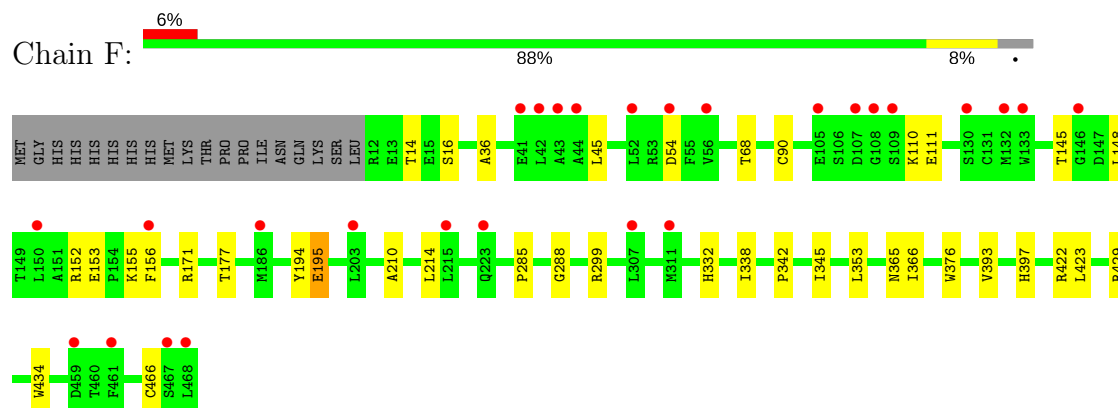 6%
Chain F:
88% 8% •
MET GLY HIS HIS HIS HIS HIS HIS MET LYS THR PRO PRO ILE ASN GLN LYS SER LEU R12 E13 T14 E15 S16 A36 E41 L42 A43 A44 L45 L52 R53 D54 F55 V56 T68 C90 E105 S106 D107 G108 S109 K110 E111 S130 C131 M132 W133 T145 G146 D147 L148
T149 L150 A151 R152 E153 P154 K155 F156 R171 T177 M186 Y194 E195 L203 A210 L214 L215 Q223 P285 G288 R299 L307 M311 H332 I338 P342 I345 L353 N365 I366 W376 V393 H397 R422 L423
W434 D459 T460 F461 C466 S467 L468